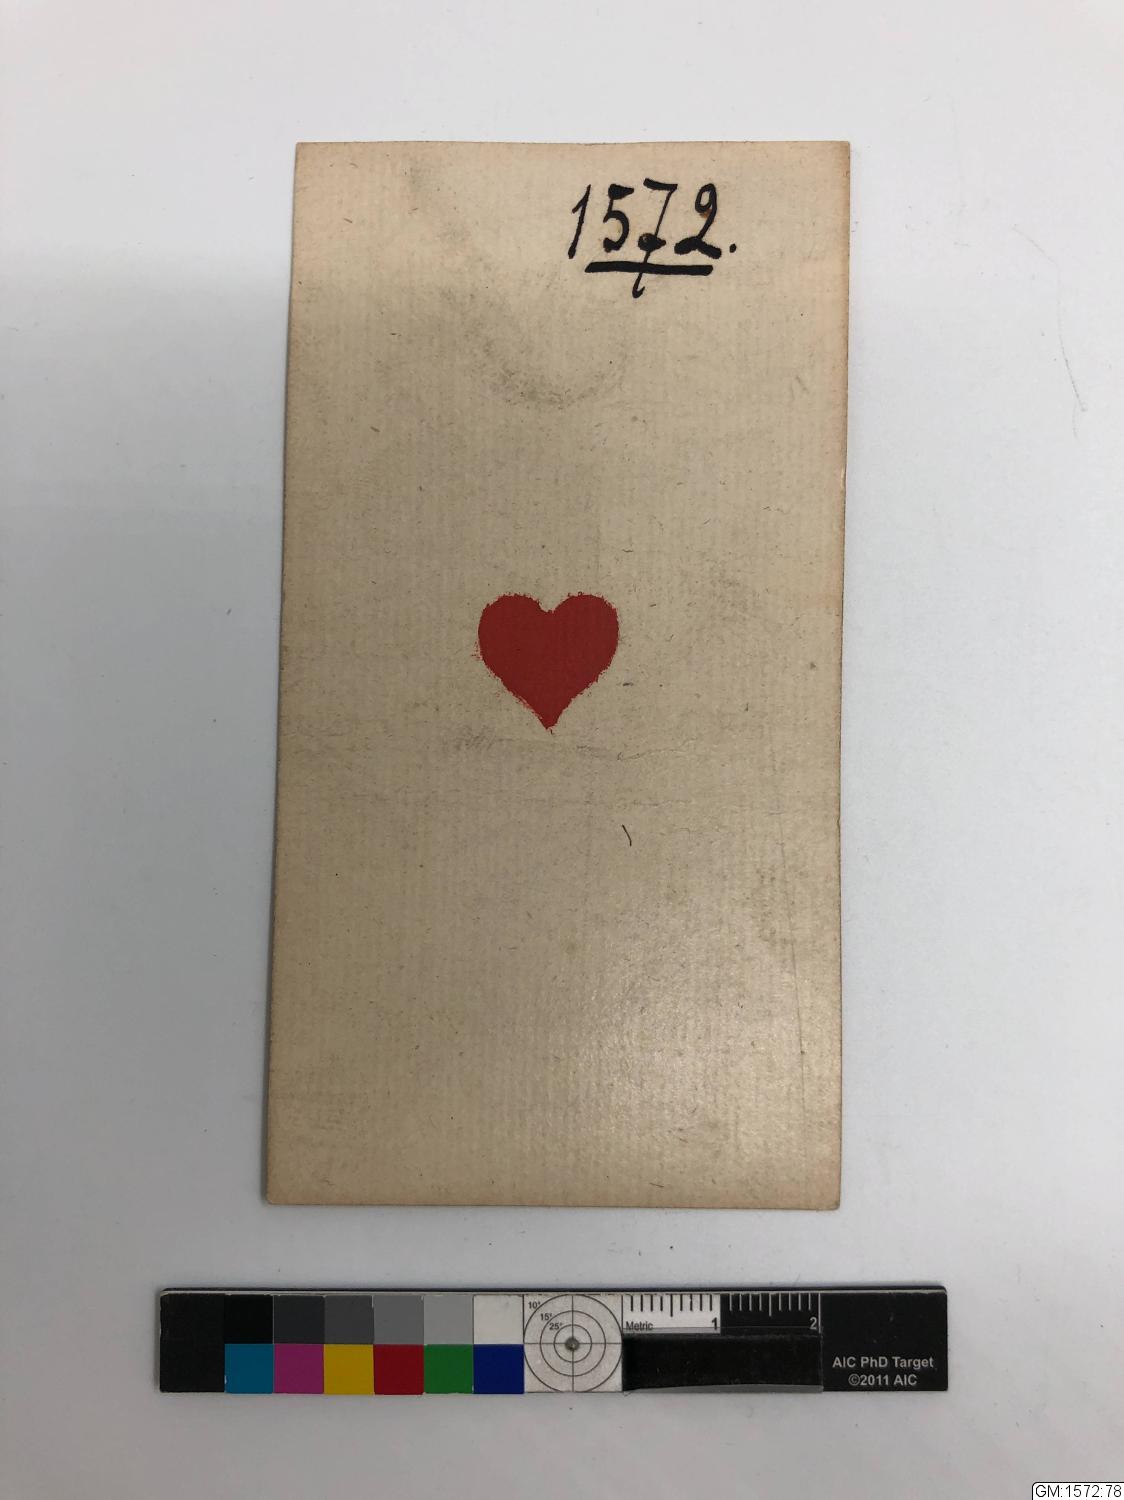 1572.
10°
15°
25°
Metric 1 2
AIC PhD Target
©2011 AIC
GM:1572:78